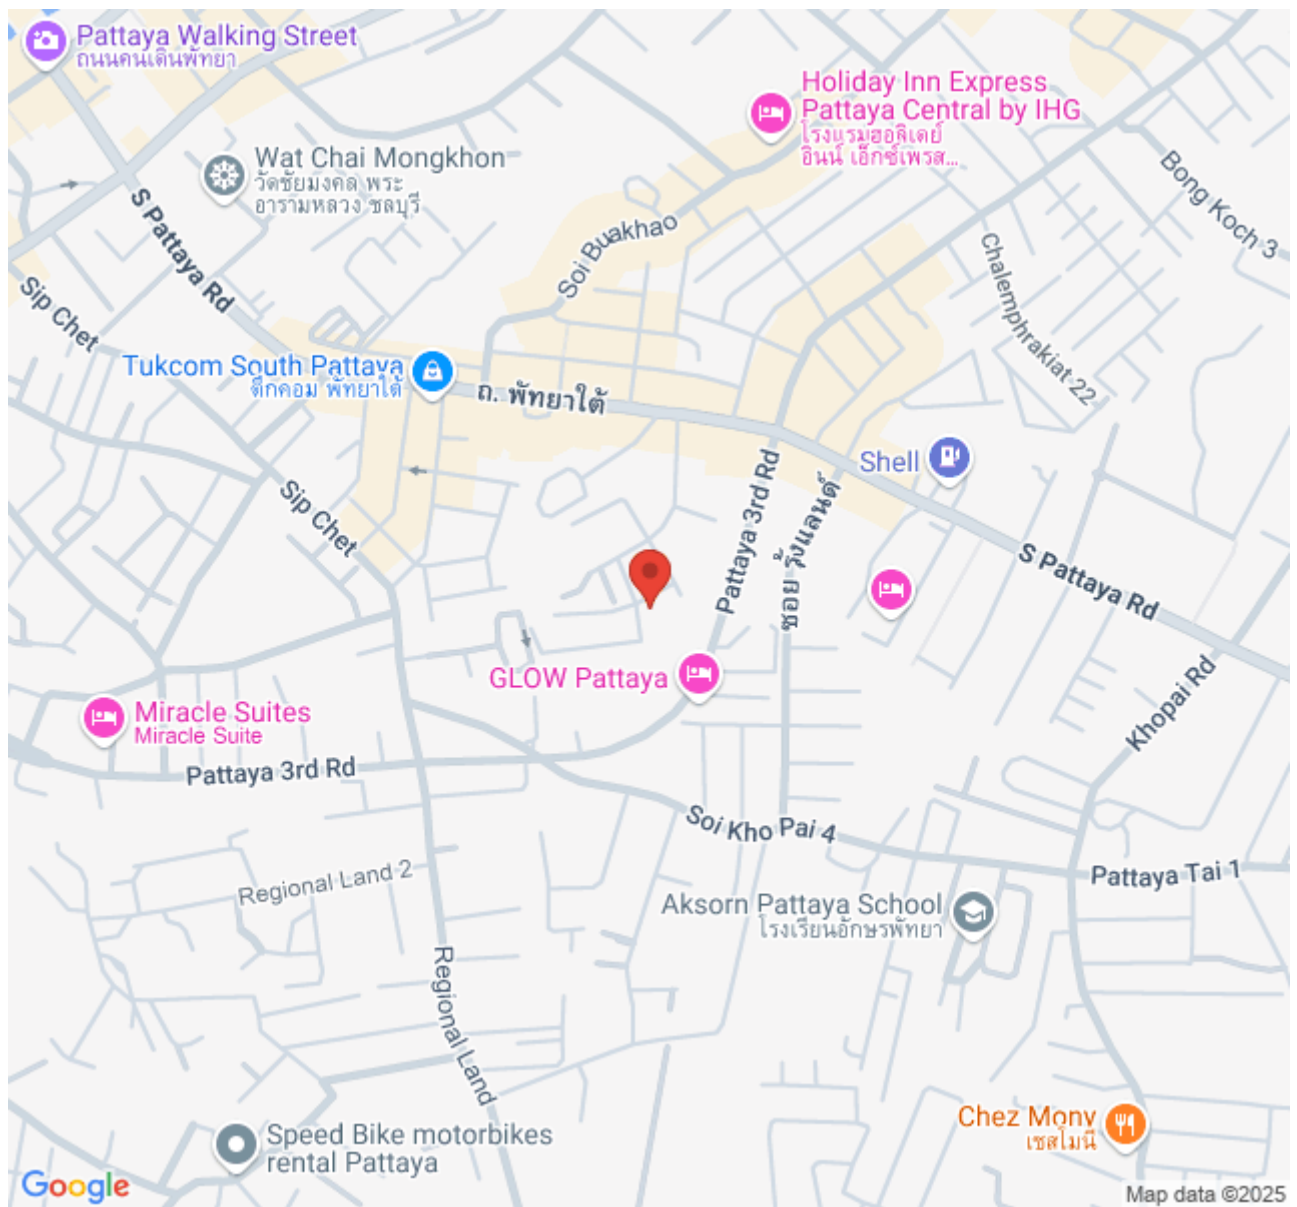 Pattaya Walking Street
ถนนคนเดินพัทยา
Holiday Inn Express
Pattaya Central by IHG
โรงแรมฮอลิเดย์
อินน์ เอ็กซ์เพรส...
Wat Chai Mongkhon
วัดชัยมงคล พระ
อารามหลวง ชลบุรี
Bong Koch 3
S Pattaya Rd
Soi Buakhao
Chalemphrakiat 22
Sip Chet
Tukcom South Pattaya
ตึกคอม พัทยาใต้
ถ. พัทยาใต้
Shell
Sip Chet
Pattaya 3rd Rd
ซอย วิ้งแลนด์
S Pattaya Rd
GLOW Pattaya
Khopai Rd
Miracle Suites
Miracle Suite
Pattaya 3rd Rd
Soi Kho Pai 4
Pattaya Tai 1
Regional Land 2
Aksorn Pattaya School
โรงเรียนอักษรพัทยา
Regional Land
Chez Mony
เชสโมนี
Speed Bike motorbikes
rental Pattaya
Google
Map data ©2025